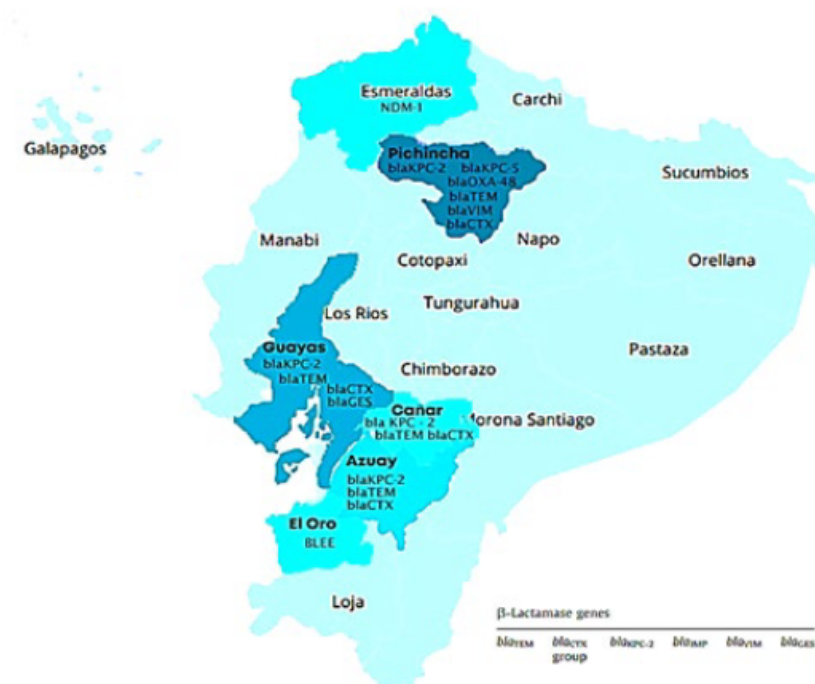 Esmeraldas
NDM-1
Carchi
Galapagos
Pichincha
blaKPC-2 blaKPC-5
blaOXA-48
blaTEM
blaVIM
blaCTX
Sucumbios
Manabi
Napo
Cotopaxi
Orellana
Tungurahua
Los Rios
Guayas
blaKPC-2
blaTEM
blaCTX
blaGES
Pastaza
Chimborazo
Cañar
bla KPC - 2
blaTEM blaCTX
Morona Santiago
Azuay
blaKPC-2
blaTEM
blaCTX
El Oro
BLEE
Loja
β-Lactamase genes
blaTEM blaCTX blaKPC-2 blaIMP blaVIM blaGES
group